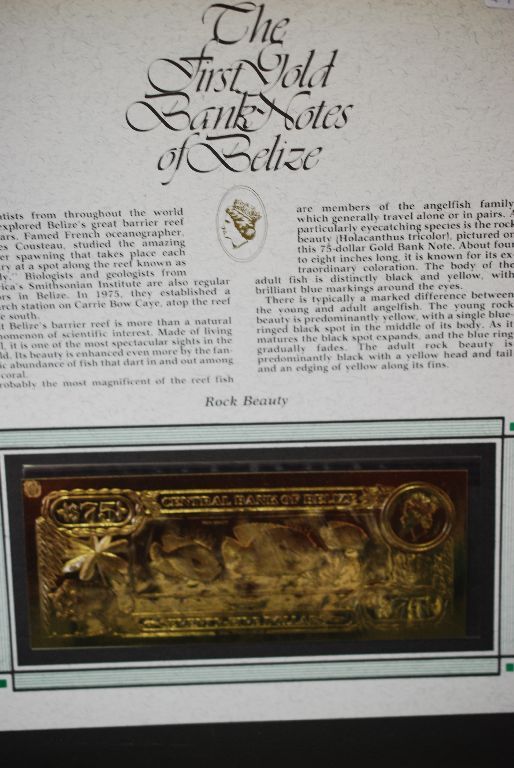 The
First Gold
Bank Notes
of Belize
ntists from throughout the world
explored Belize's great barrier reef
ars. Famed French oceanographer,
es Cousteau, studied the amazing
er spawning that takes place each
ry at a spot along the reef known as
dy." Biologists and geologists from
rica's Smithsonian Institute are also regular
ors in Belize. In 1975, they established a
rch station on Carrie Bow Caye, atop the reef
e south.
t Belize's barrier reef is more than a natural
nomenon of scientific interest. Made of living
l, it is one of the most spectacular sights in the
ld. Its beauty is enhanced even more by the fan-
ic abundance of fish that dart in and out among
coral.
robably the most magnificent of the reef fish
are members of the angelfish family
which generally travel alone or in pairs. A
particularly eyecatching species is the rock
beauty (Holacanthus tricolor), pictured on
this 75-dollar Gold Bank Note. About four
to eight inches long, it is known for its ex
traordinary coloration. The body of the
adult fish is distinctly black and yellow, with
brilliant blue markings around the eyes.
There is typically a marked difference between
the young and adult angelfish. The young rock
beauty is predominantly yellow, with a single blue-
ringed black spot in the middle of its body. As it
matures the black spot expands, and the blue ring
gradually fades. The adult rock beauty is
predominantly black with a yellow head and tail
and an edging of yellow along its fins.
Rock Beauty
$75
CENTRAL BANK OF BELIZE